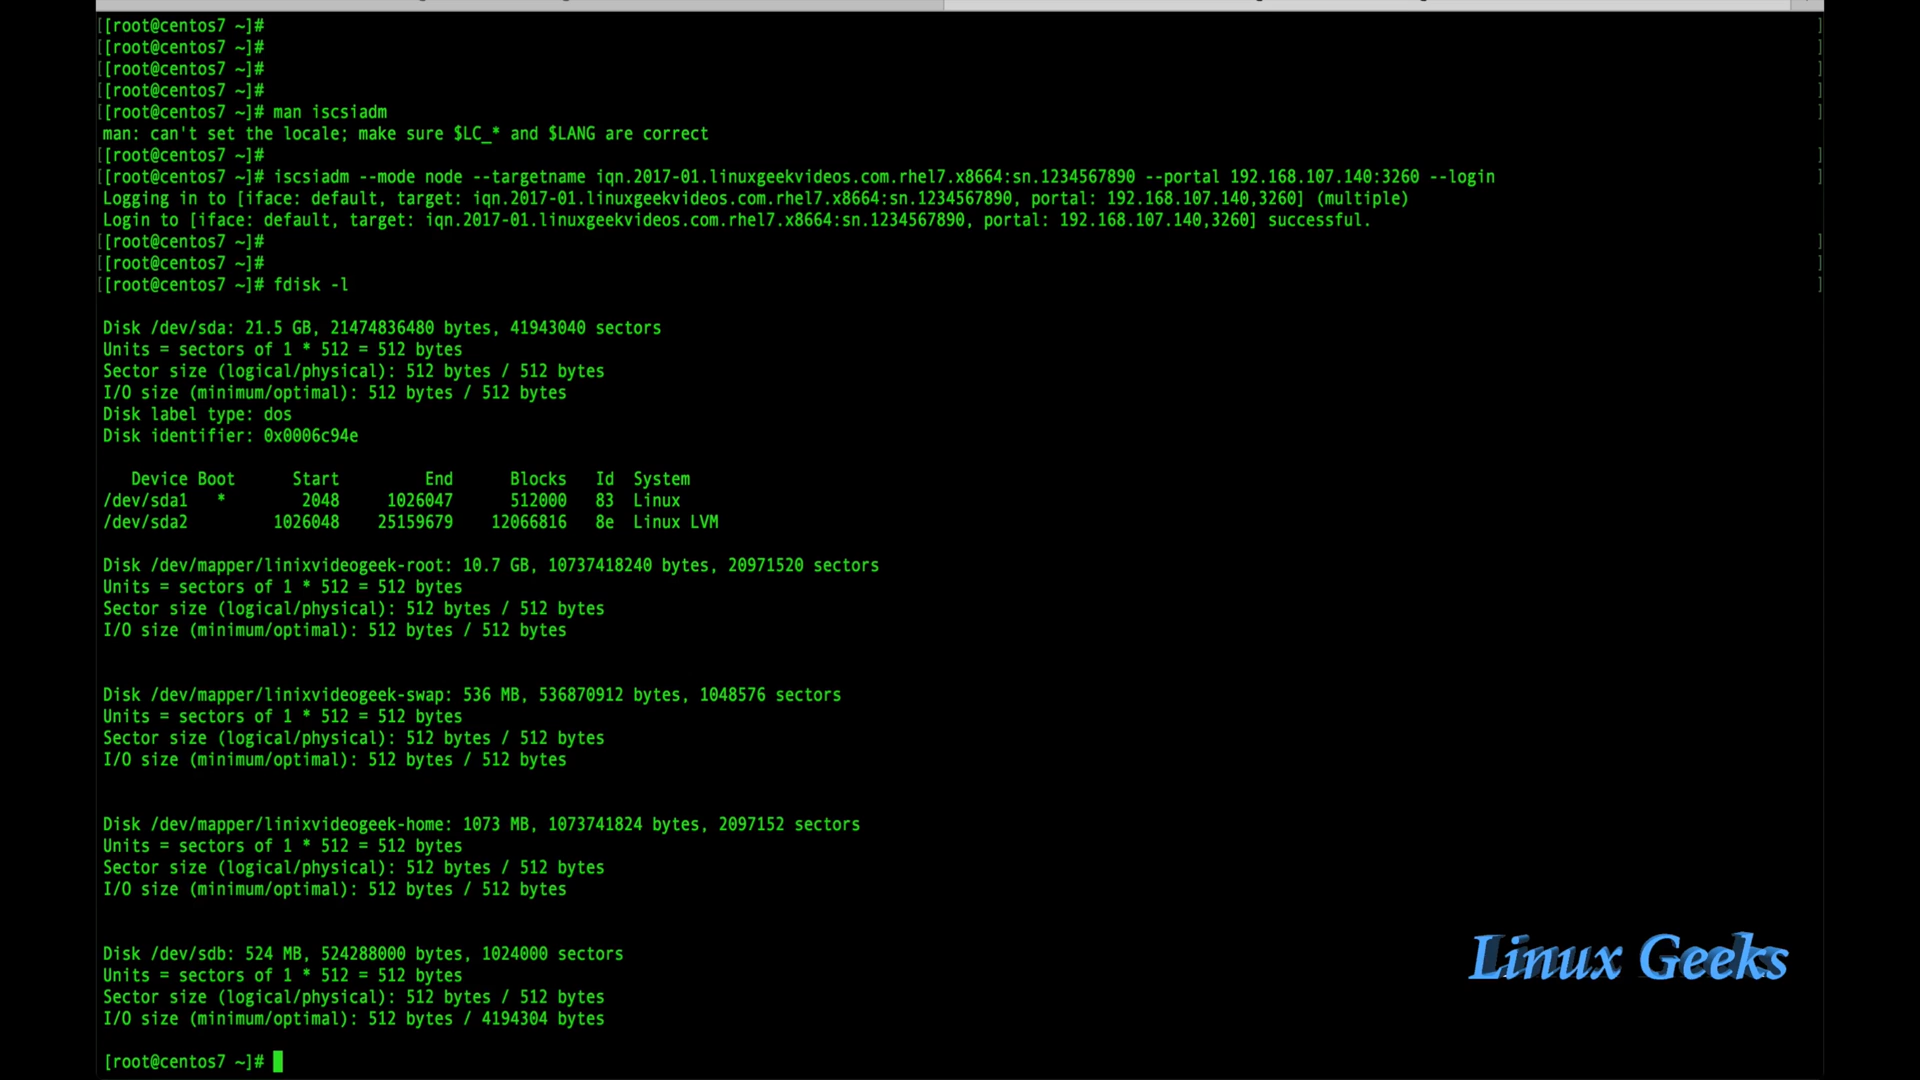 [[root@centos7 ~]# ]
[[root@centos7 ~]# ]
[[root@centos7 ~]# ]
[[root@centos7 ~]# ]
[[root@centos7 ~]# man iscsiadm ]
man: can't set the locale; make sure $LC_* and $LANG are correct
[[root@centos7 ~]# ]
[[root@centos7 ~]# iscsiadm --mode node --targetname iqn.2017-01.linuxgeekvideos.com.rhel7.x8664:sn.1234567890 --portal 192.168.107.140:3260 --login ]
Logging in to [iface: default, target: iqn.2017-01.linuxgeekvideos.com.rhel7.x8664:sn.1234567890, portal: 192.168.107.140,3260] (multiple)
Login to [iface: default, target: iqn.2017-01.linuxgeekvideos.com.rhel7.x8664:sn.1234567890, portal: 192.168.107.140,3260] successful.
[[root@centos7 ~]# ]
[[root@centos7 ~]# ]
[[root@centos7 ~]# fdisk -l ]
Disk /dev/sda: 21.5 GB, 21474836480 bytes, 41943040 sectors
Units = sectors of 1 * 512 = 512 bytes
Sector size (logical/physical): 512 bytes / 512 bytes
I/O size (minimum/optimal): 512 bytes / 512 bytes
Disk label type: dos
Disk identifier: 0x0006c94e
Device Boot Start End Blocks Id System
/dev/sda1 * 2048 1026047 512000 83 Linux
/dev/sda2 1026048 25159679 12066816 8e Linux LVM
Disk /dev/mapper/linixvideogeek-root: 10.7 GB, 10737418240 bytes, 20971520 sectors
Units = sectors of 1 * 512 = 512 bytes
Sector size (logical/physical): 512 bytes / 512 bytes
I/O size (minimum/optimal): 512 bytes / 512 bytes
Disk /dev/mapper/linixvideogeek-swap: 536 MB, 536870912 bytes, 1048576 sectors
Units = sectors of 1 * 512 = 512 bytes
Sector size (logical/physical): 512 bytes / 512 bytes
I/O size (minimum/optimal): 512 bytes / 512 bytes
Disk /dev/mapper/linixvideogeek-home: 1073 MB, 1073741824 bytes, 2097152 sectors
Units = sectors of 1 * 512 = 512 bytes
Sector size (logical/physical): 512 bytes / 512 bytes
I/O size (minimum/optimal): 512 bytes / 512 bytes
Disk /dev/sdb: 524 MB, 524288000 bytes, 1024000 sectors
Units = sectors of 1 * 512 = 512 bytes
Sector size (logical/physical): 512 bytes / 512 bytes
I/O size (minimum/optimal): 512 bytes / 4194304 bytes
[root@centos7 ~]#
Linux Geeks